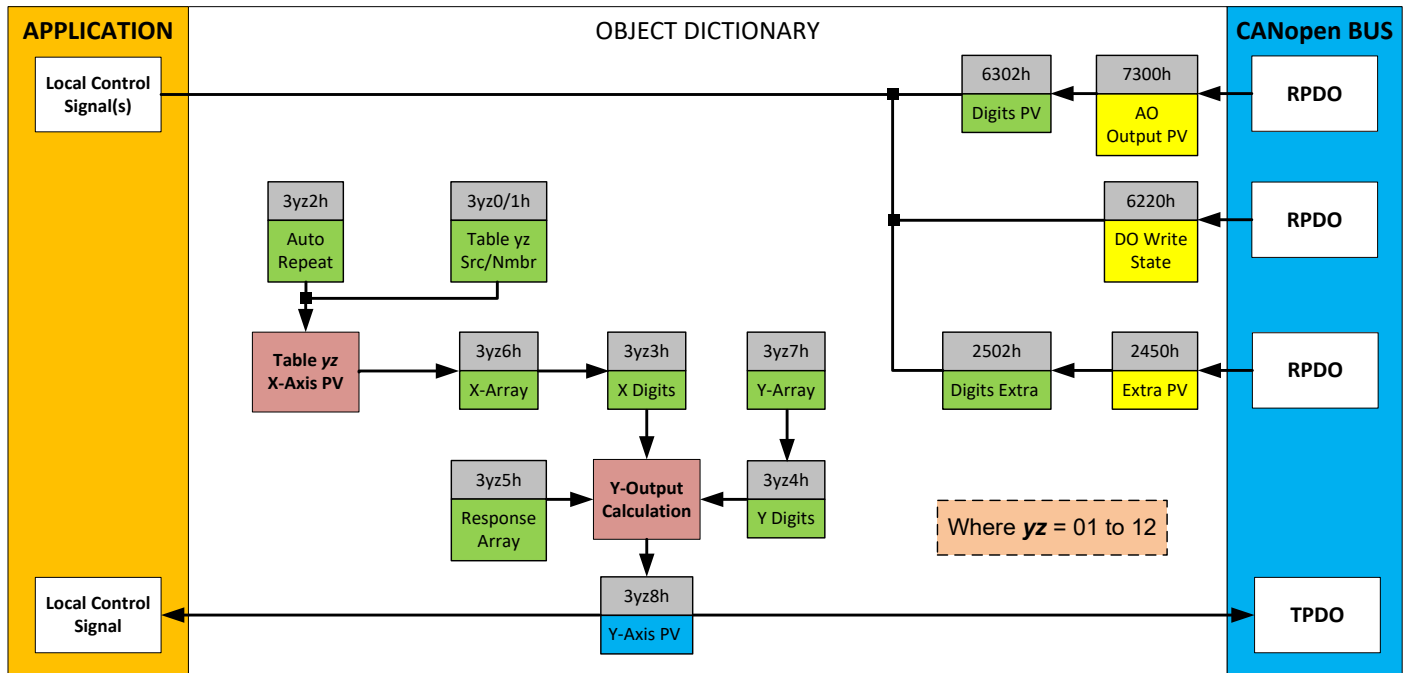 APPLICATION
OBJECT DICTIONARY
CANopen BUS
Local Control
Signal(s)
6302h
Digits PV
7300h
AO
Output PV
RPDO
3yz2h
Auto
Repeat
3yz0/1h
Table yz
Src/Nmbr
6220h
DO Write
State
RPDO
Table yz
X-Axis PV
3yz6h
X-Array
3yz3h
X Digits
3yz7h
Y-Array
2502h
Digits Extra
2450h
Extra PV
RPDO
3yz5h
Response
Array
Y-Output
Calculation
3yz4h
Y Digits
Where yz = 01 to 12
Local Control
Signal
3yz8h
Y-Axis PV
TPDO